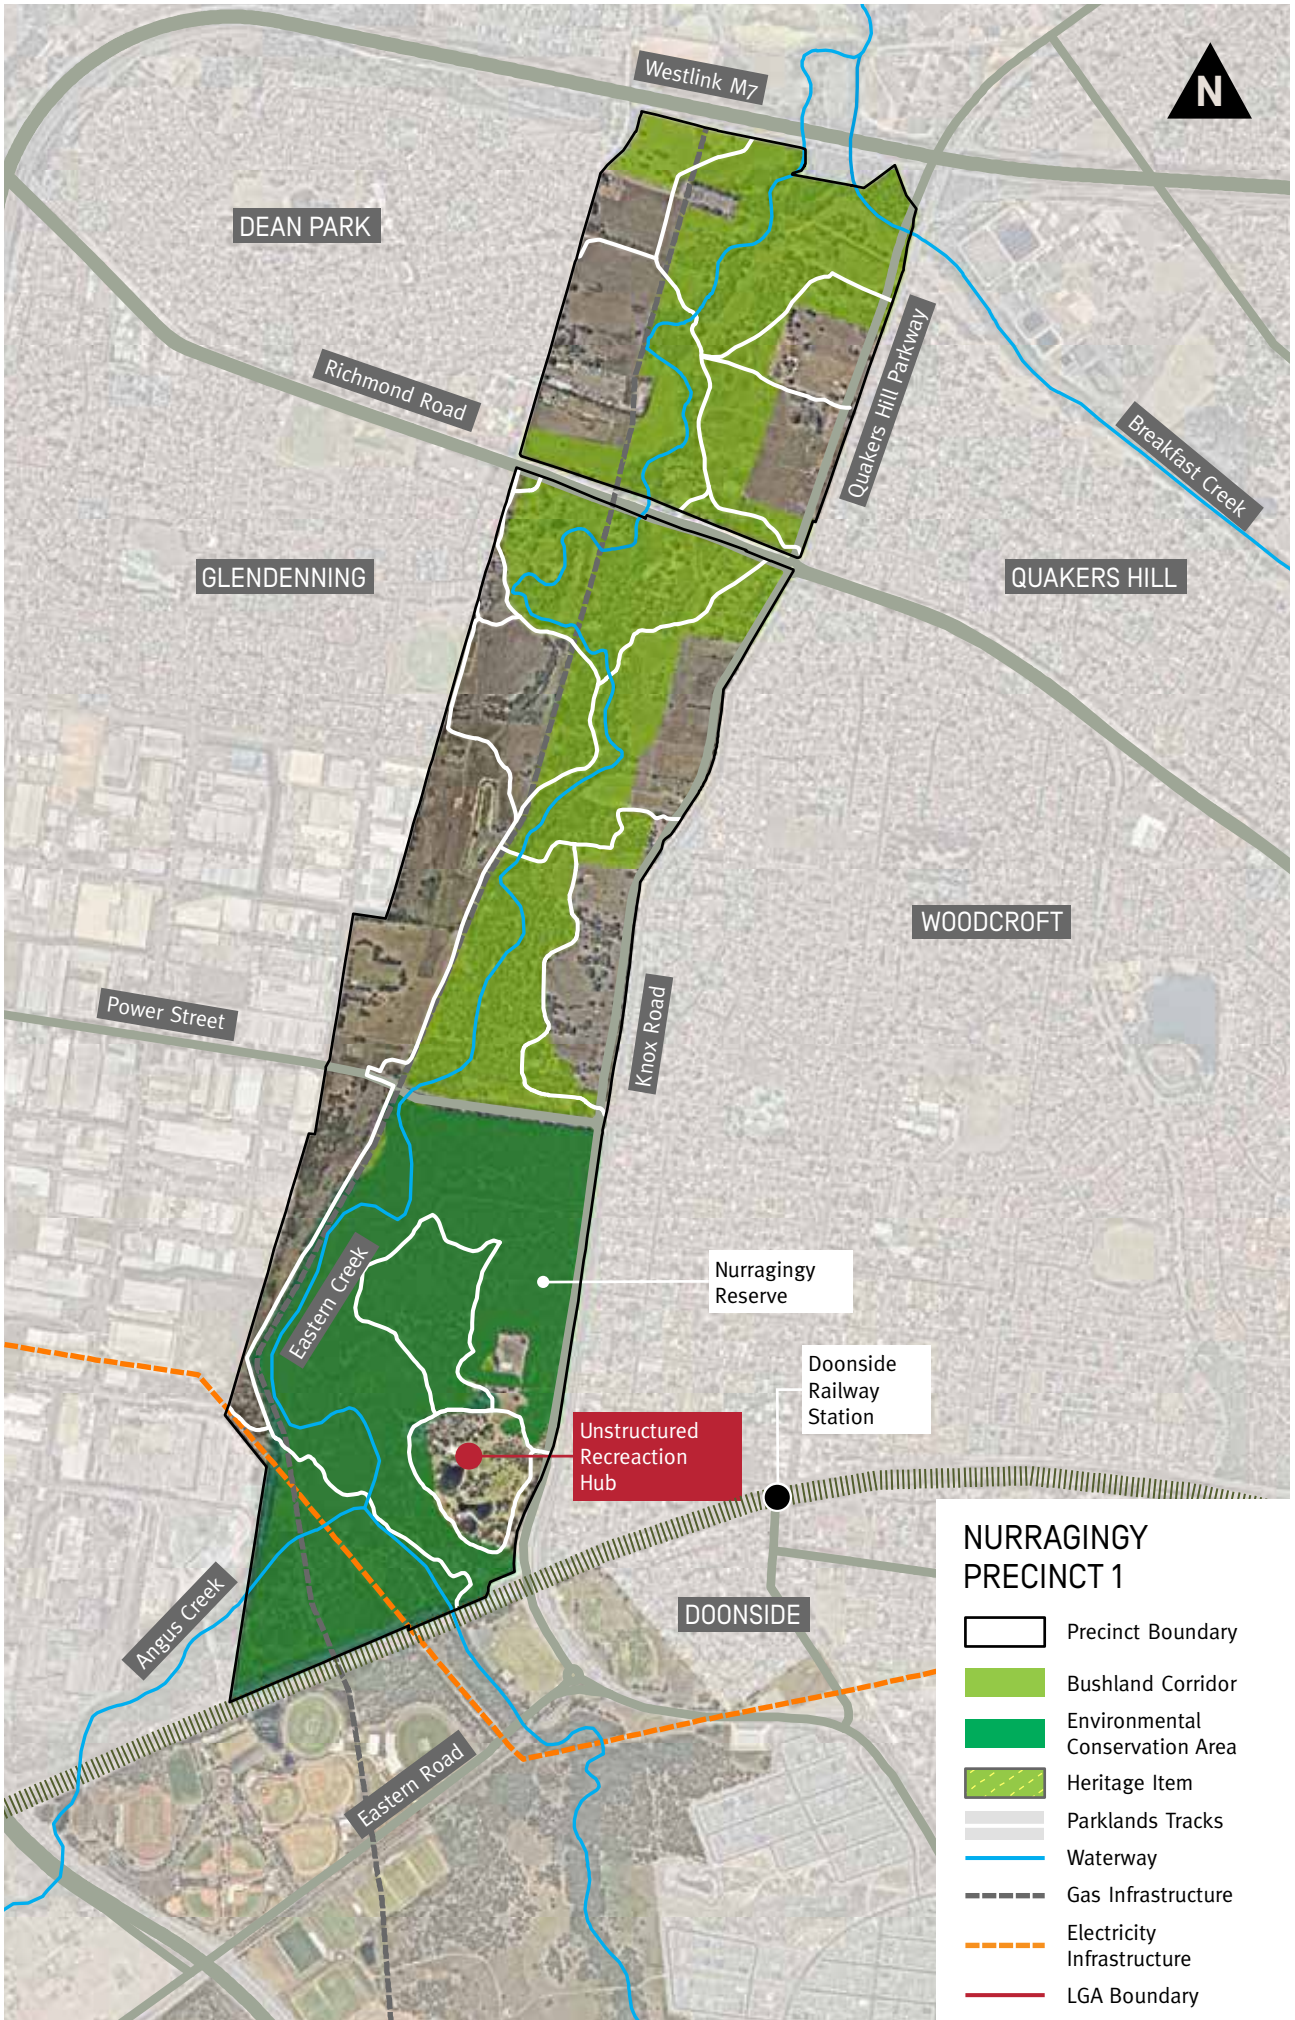 Westlink M7
N
DEAN PARK
Richmond Road
Quakers Hill Parkway
Breakfast Creek
GLENDENNING
QUAKERS HILL
WOODCROFT
Power Street
Knox Road
Eastern Creek
Nurragingy
Reserve
Doonside
Railway
Station
Unstructured
Recreaction
Hub
Angus Creek
DOONSIDE
Eastern Road
NURRAGINGY
PRECINCT 1
Precinct Boundary
Bushland Corridor
Environmental
Conservation Area
Heritage Item
Parklands Tracks
Waterway
Gas Infrastructure
Electricity
Infrastructure
LGA Boundary